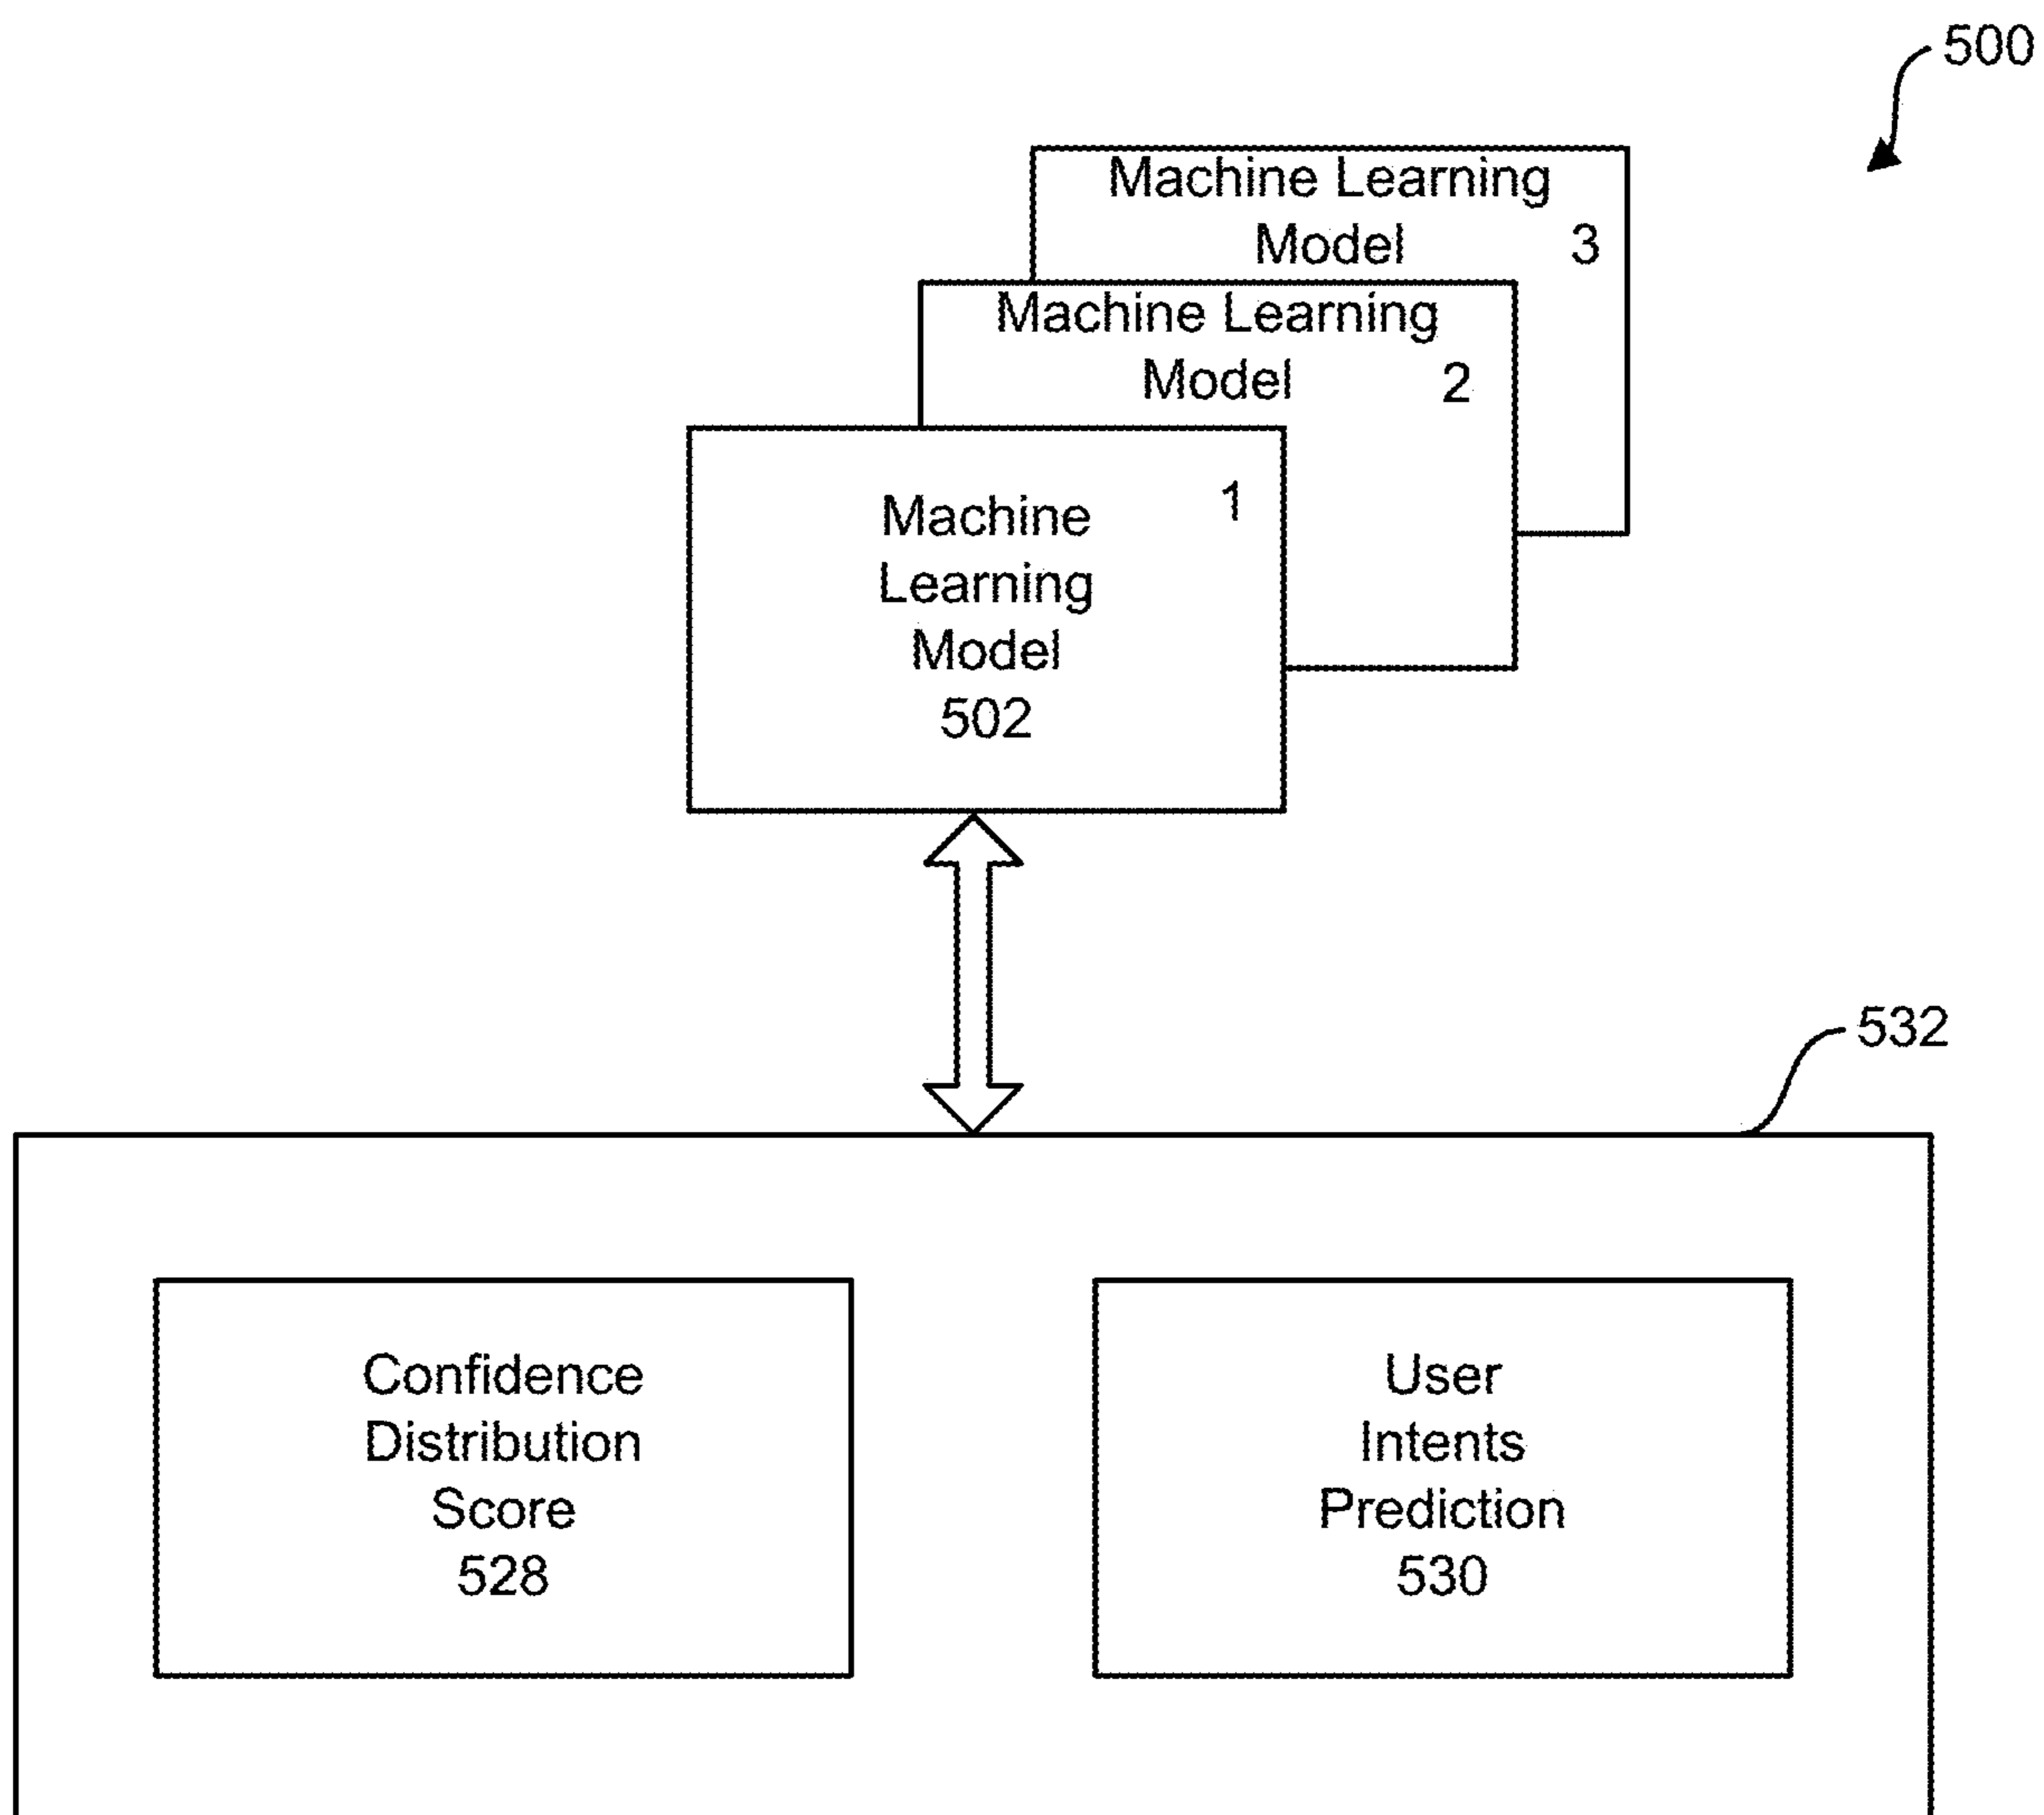 500
Machine Learning
Model 3
Machine Learning
Model 2
Machine 1
Learning
Model
502
532
Confidence
Distribution
Score
528
User
Intents
Prediction
530